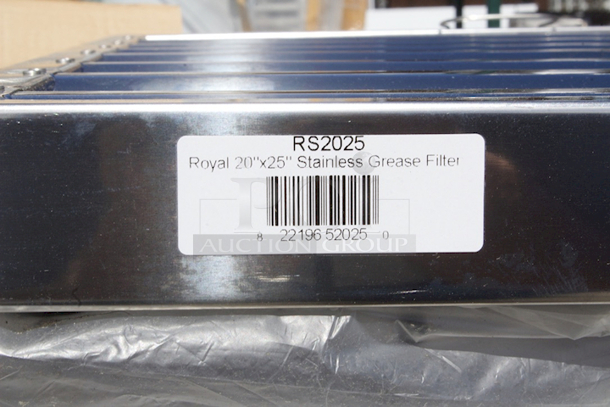 RS2025
Royal 20"x25" Stainless Grease Filter
8 22196 52025 0
AUCTION GROUP